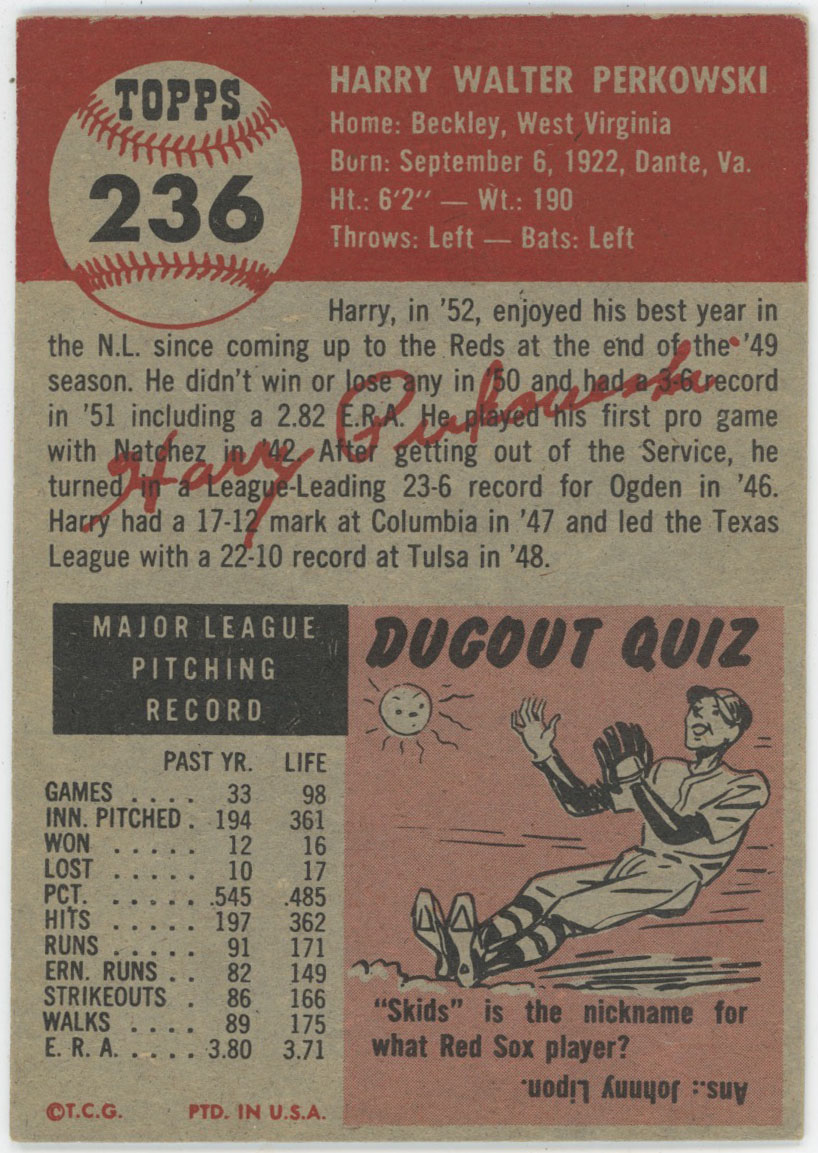 TOPPS
236
HARRY WALTER PERKOWSKI
Home: Beckley, West Virginia
Born: September 6, 1922, Dante, Va.
Ht.: 6'2" — Wt.: 190
Throws: Left — Bats: Left
Harry, in '52, enjoyed his best year in
the N.L. since coming up to the Reds at the end of the '49
season. He didn't win or lose any in '50 and had a 3-6 record
in '51 including a 2.82 E.R.A. He played his first pro game
with Natchez in '42. After getting out of the Service, he
turned in a League-Leading 23-6 record for Ogden in '46.
Harry had a 17-12 mark at Columbia in '47 and led the Texas
League with a 22-10 record at Tulsa in '48.
Harry Perkowski
MAJOR LEAGUE
PITCHING
RECORD
PAST YR. LIFE
GAMES . . . . 33 98
INN. PITCHED . 194 361
WON . . . . . 12 16
LOST . . . . . 10 17
PCT. . . . . . .545 .485
HITS . . . . . 197 362
RUNS . . . . . 91 171
ERN. RUNS . . 82 149
STRIKEOUTS . 86 166
WALKS . . . . 89 175
E. R. A. . . . . 3.80 3.71
©T.C.G. PTD. IN U.S.A.
DUGOUT QUIZ
"Skids" is the nickname for
what Red Sox player?
Ans.: Johnny Lipon.